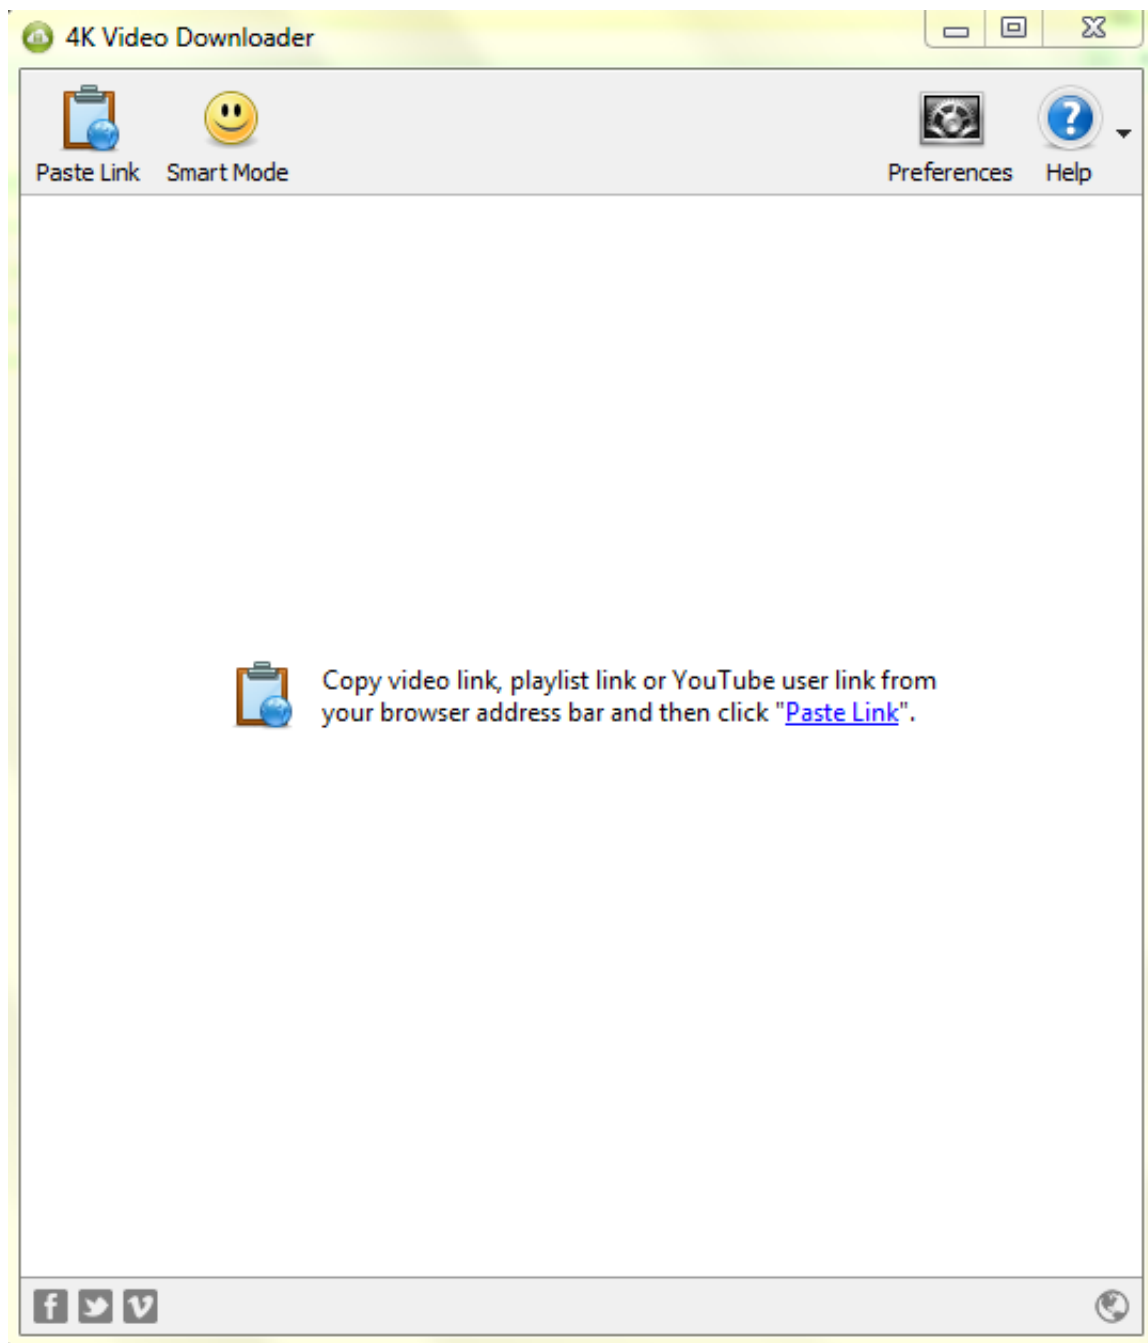 4K Video Downloader
Paste Link Smart Mode Preferences Help
Copy video link, playlist link or YouTube user link from
your browser address bar and then click "Paste Link".